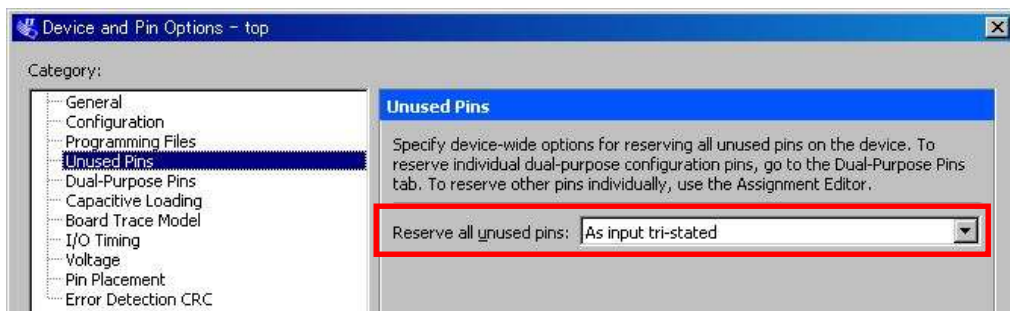 Device and Pin Options - top
Category:
General
Configuration
Programming Files
Unused Pins
Dual-Purpose Pins
Capacitive Loading
Board Trace Model
I/O Timing
Voltage
Pin Placement
Error Detection CRC
Unused Pins
Specify device-wide options for reserving all unused pins on the device. To
reserve individual dual-purpose configuration pins, go to the Dual-Purpose Pins
tab. To reserve other pins individually, use the Assignment Editor.
Reserve all unused pins: As input tri-stated